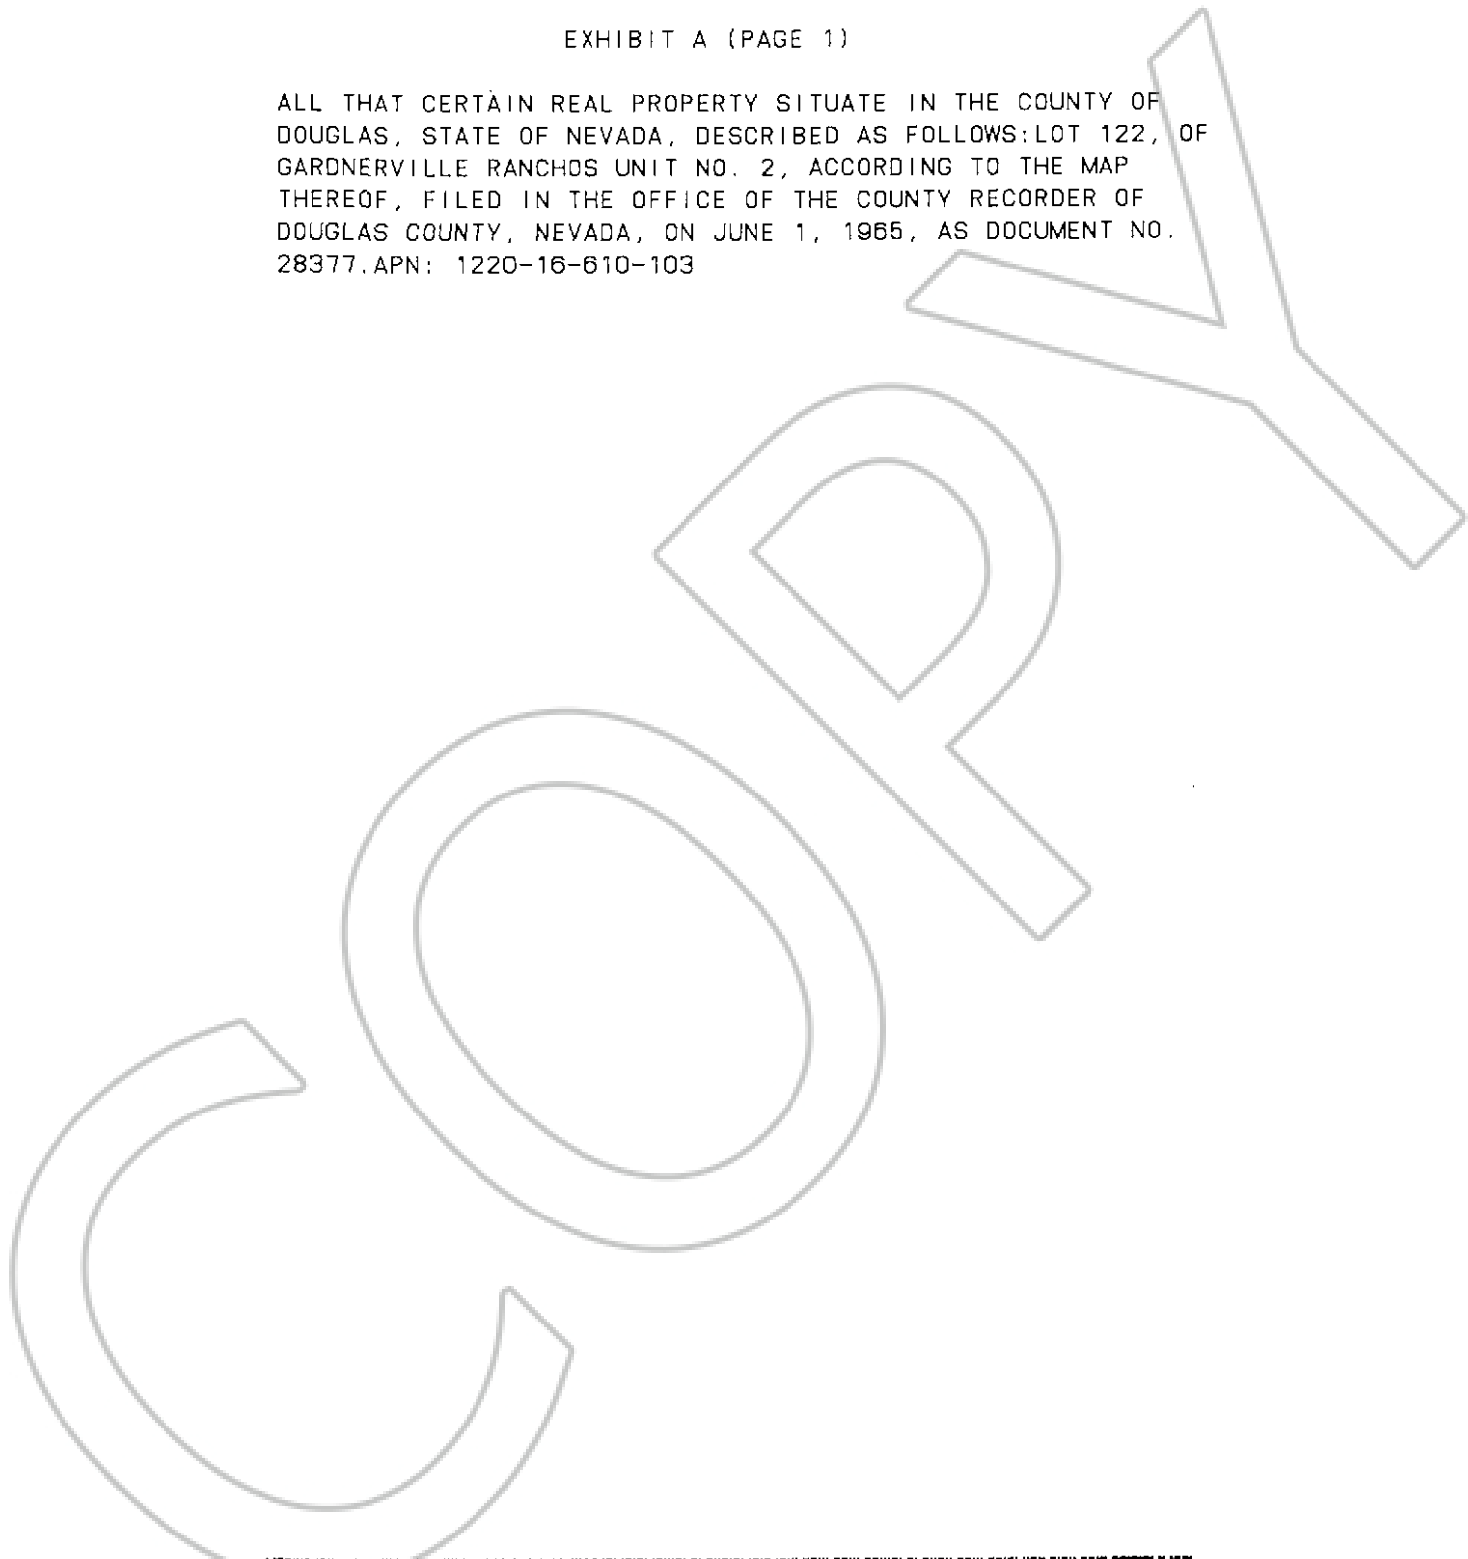 EXHIBIT A (PAGE 1)
ALL THAT CERTAIN REAL PROPERTY SITUATE IN THE COUNTY OF
DOUGLAS, STATE OF NEVADA, DESCRIBED AS FOLLOWS:LOT 122, OF
GARDNERVILLE RANCHOS UNIT NO. 2, ACCORDING TO THE MAP
THEREOF, FILED IN THE OFFICE OF THE COUNTY RECORDER OF
DOUGLAS COUNTY, NEVADA, ON JUNE 1, 1965, AS DOCUMENT NO.
28377.APN: 1220-16-610-103
COPY